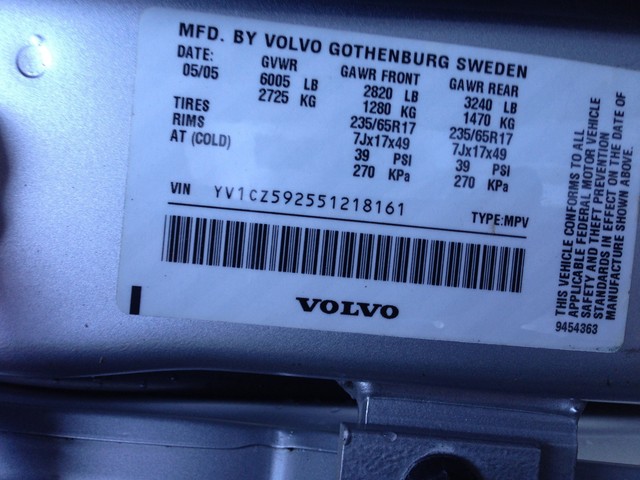 MFD. BY VOLVO GOTHENBURG SWEDEN
DATE: GVWR GAWR FRONT GAWR REAR
05/05 6005 LB 2820 LB 3240 LB
2725 KG 1280 KG 1470 KG
TIRES 235/65R17 235/65R17
RIMS 7Jx17x49 7Jx17x49
AT (COLD) 39 PSI 39 PSI
270 KPa 270 KPa
VIN YV1CZ592551218161 TYPE:MPV
VOLVO
THIS VEHICLE CONFORMS TO ALL
APPLICABLE FEDERAL MOTOR VEHICLE
SAFETY AND THEFT PREVENTION
STANDARDS IN EFFECT ON THE DATE OF
MANUFACTURE SHOWN ABOVE.
9454363